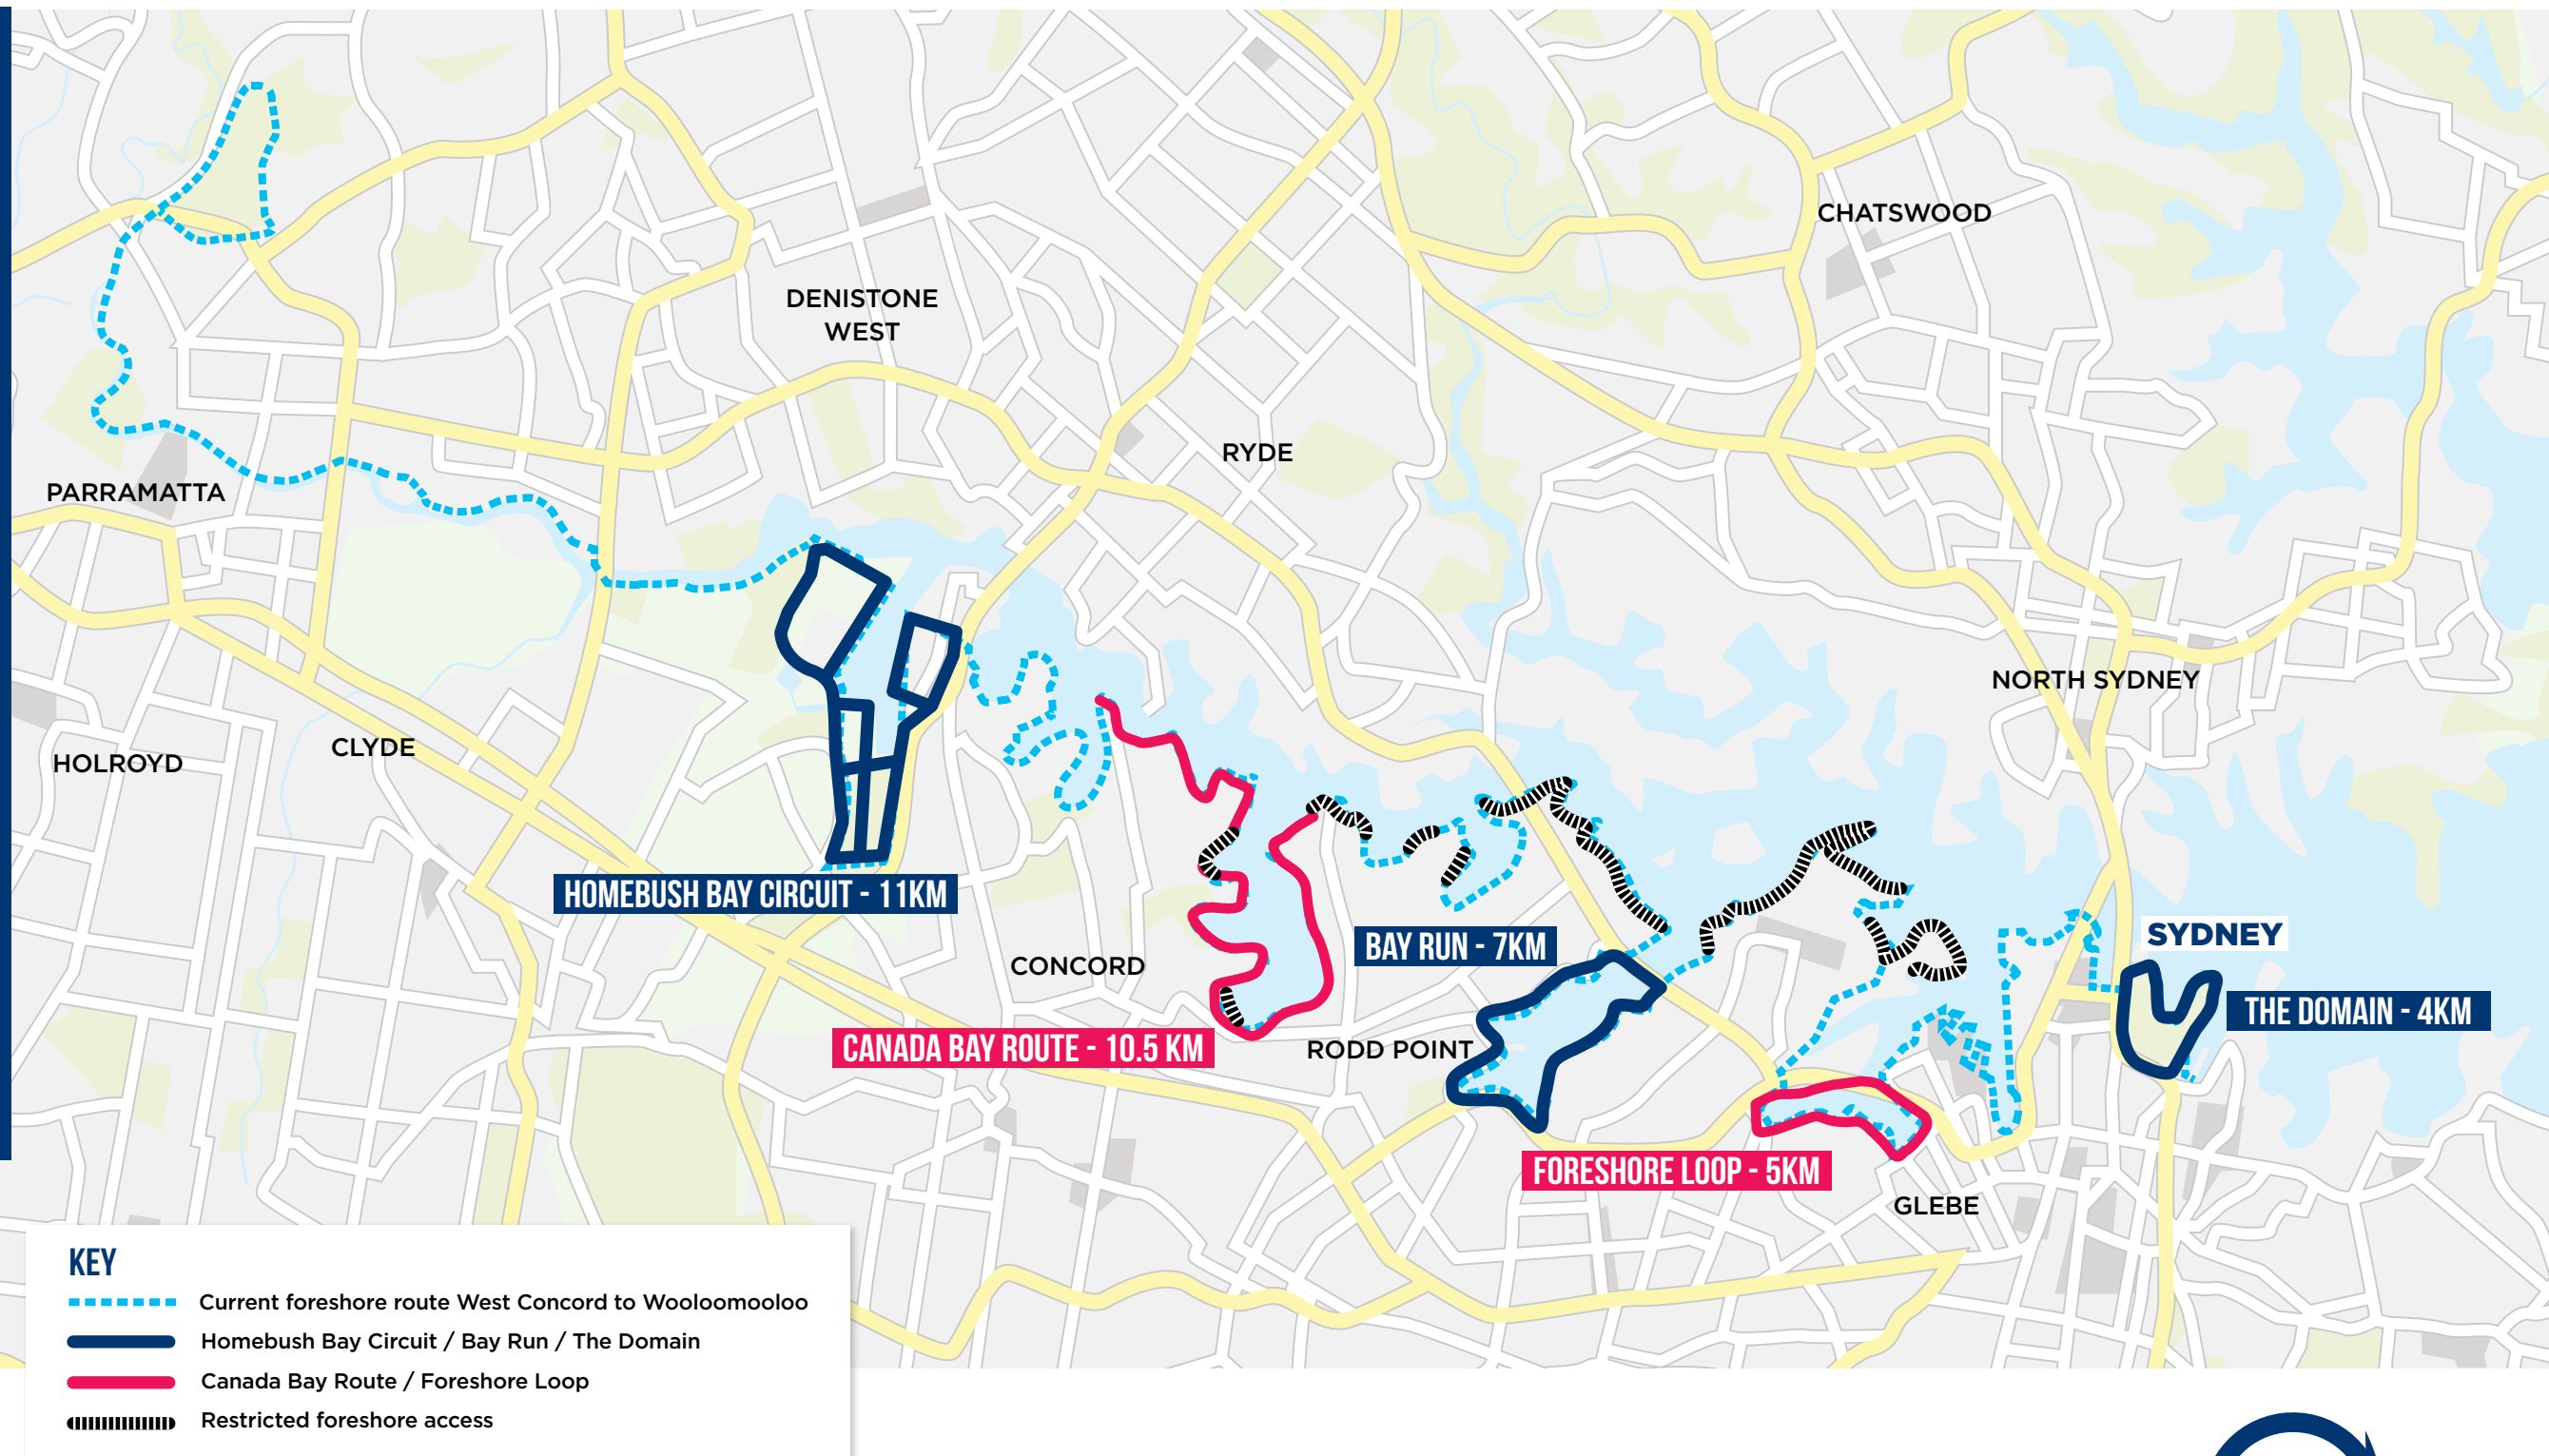 CHATSWOOD
DENISTONE
WEST
RYDE
PARRAMATTA
NORTH SYDNEY
HOLROYD
CLYDE
HOMEBUSH BAY CIRCUIT - 11KM
BAY RUN - 7KM
SYDNEY
CONCORD
THE DOMAIN - 4KM
CANADA BAY ROUTE - 10.5 KM
RODD POINT
FORESHORE LOOP - 5KM
GLEBE
KEY
Current foreshore route West Concord to Wooloomooloo
Homebush Bay Circuit / Bay Run / The Domain
Canada Bay Route / Foreshore Loop
Restricted foreshore access